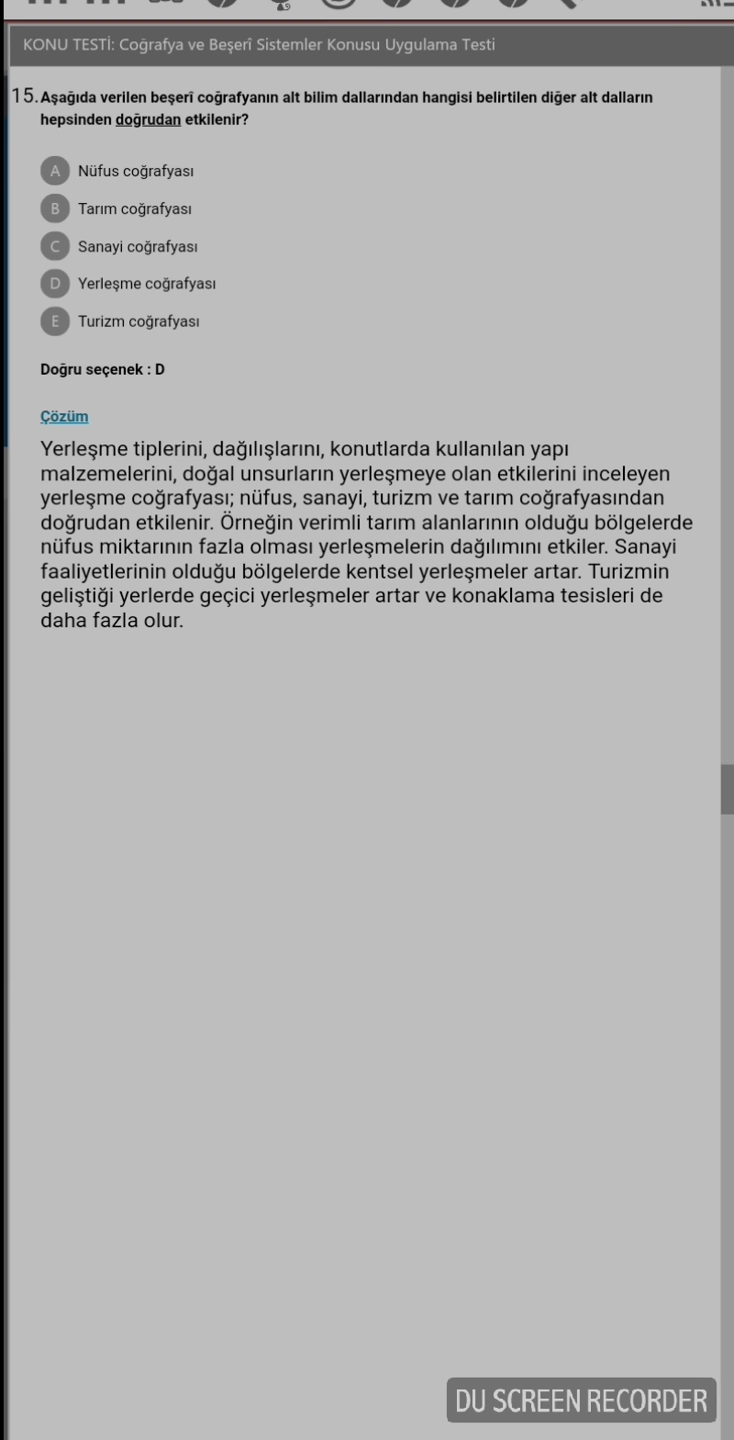 KONU TESTİ: Coğrafya ve Beşerî Sistemler Konusu Uygulama Testi
15. Aşağıda verilen beşerî coğrafyanın alt bilim dallarından hangisi belirtilen diğer alt dalların
hepsinden doğrudan etkilenir?
A Nüfus coğrafyası
B Tarım coğrafyası
C Sanayi coğrafyası
D Yerleşme coğrafyası
E Turizm coğrafyası
Doğru seçenek : D
Çözüm
Yerleşme tiplerini, dağılışlarını, konutlarda kullanılan yapı
malzemelerini, doğal unsurların yerleşmeye olan etkilerini inceleyen
yerleşme coğrafyası; nüfus, sanayi, turizm ve tarım coğrafyasından
doğrudan etkilenir. Örneğin verimli tarım alanlarının olduğu bölgelerde
nüfus miktarının fazla olması yerleşmelerin dağılımını etkiler. Sanayi
faaliyetlerinin olduğu bölgelerde kentsel yerleşmeler artar. Turizmin
geliştiği yerlerde geçici yerleşmeler artar ve konaklama tesisleri de
daha fazla olur.
DU SCREEN RECORDER